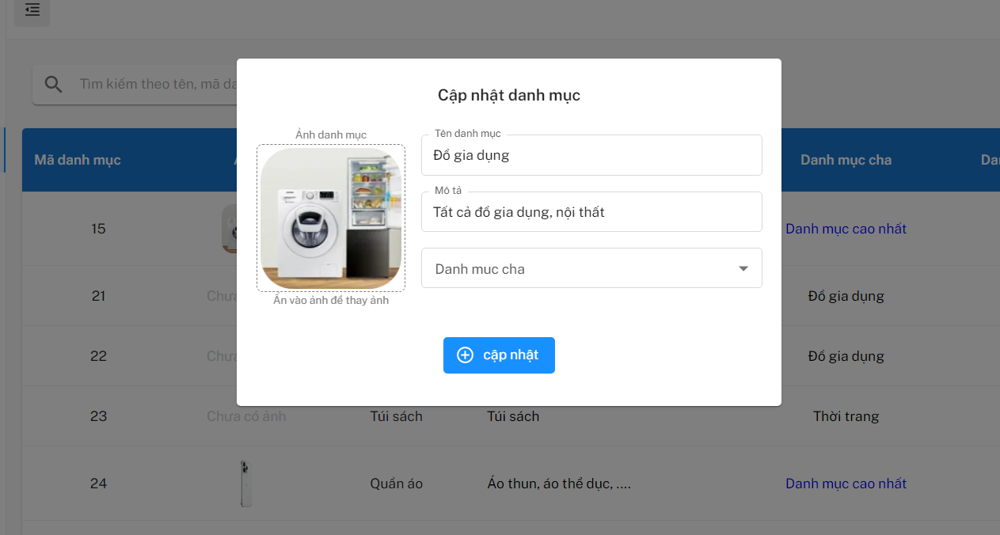 Tìm kiếm theo tên, mã da
Cập nhật danh mục
Ảnh danh mục
Ấn vào ảnh để thay ảnh
Tên danh mục
Đồ gia dụng
Mô tả
Tất cả đồ gia dụng, nội thất
Danh muc cha
cập nhật
Mã danh mục
Danh mục cha
Da
15
Danh mục cao nhất
21
Chưa
Đồ gia dụng
22
Chưa
Đồ gia dụng
23
Chưa có ảnh
Túi sách
Túi sách
Thời trang
24
Quần áo
Áo thun, áo thể dục, ....
Danh mục cao nhất